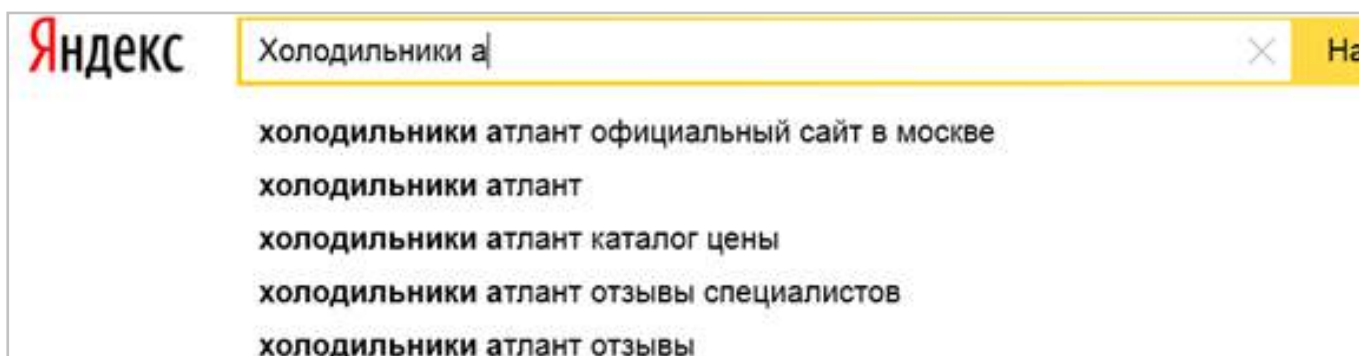 Яндекс
Холодильники а
На
холодильники атлант официальный сайт в москве
холодильники атлант
холодильники атлант каталог цены
холодильники атлант отзывы специалистов
холодильники атлант отзывы